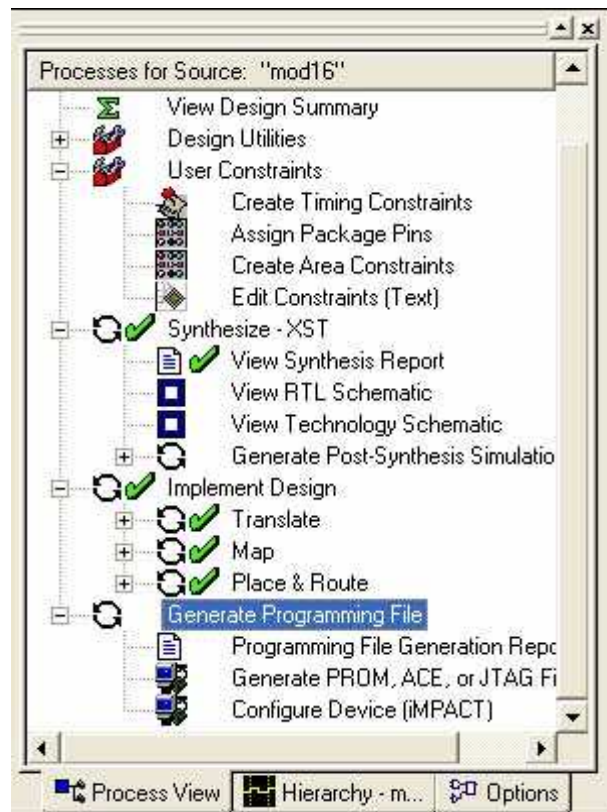 Processes for Source: "mod16"
View Design Summary
Design Utilities
User Constraints
Create Timing Constraints
Assign Package Pins
Create Area Constraints
Edit Constraints (Text)
Synthesize - XST
View Synthesis Report
View RTL Schematic
View Technology Schematic
Generate Post-Synthesis Simulatio
Implement Design
Translate
Map
Place & Route
Generate Programming File
Programming File Generation Repo
Generate PROM, ACE, or JTAG Fi
Configure Device (iMPACT)
Process View Hierarchy - m... Options